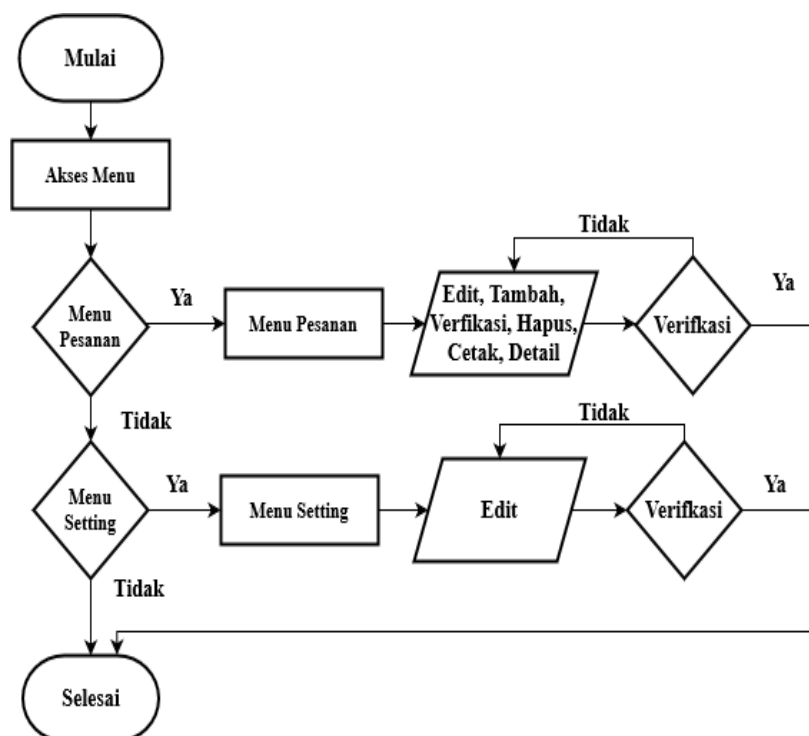 Mulai
Akses Menu
Menu
Pesanan
Ya
Menu Pesanan
Edit, Tambah,
Verfikasi, Hapus,
Cetak, Detail
Tidak
Verifkasi
Ya
Tidak
Menu
Setting
Ya
Menu Setting
Edit
Tidak
Verifkasi
Ya
Tidak
Selesai